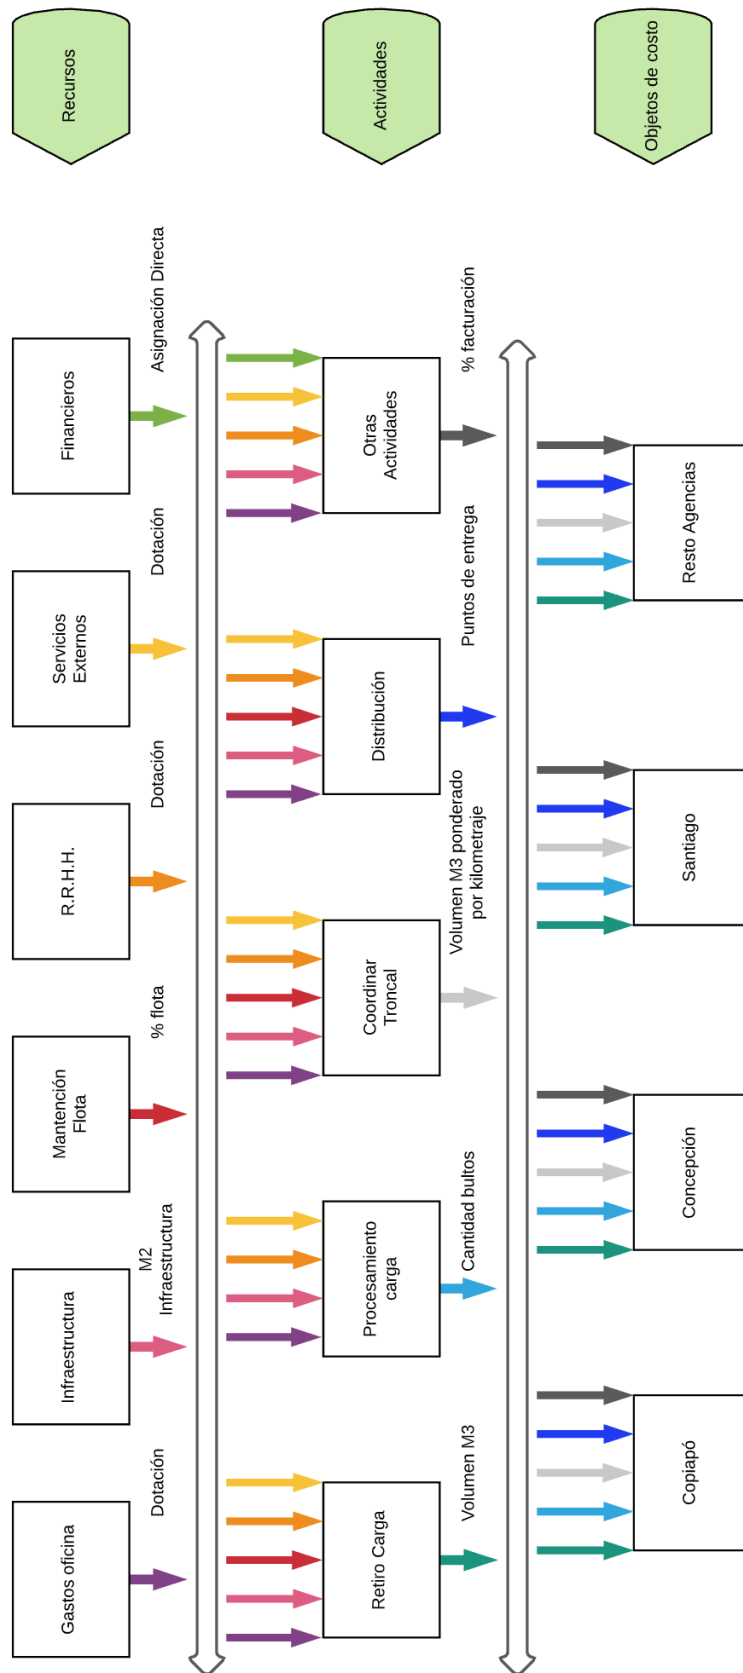 Recursos
Gastos oficina
Infraestructura
Mantención
Flota
R.R.H.H.
Servicios
Externos
Financieros
Dotación
M2
Infraestructura
% flota
Dotación
Dotación
Asignación Directa
Actividades
Retiro Carga
Procesamiento
carga
Coordinar
Troncal
Distribución
Otras
Actividades
Volumen M3
Cantidad bultos
Volumen M3 ponderado
por kilometraje
Puntos de entrega
% facturación
Objetos de costo
Copiapó
Concepción
Santiago
Resto Agencias